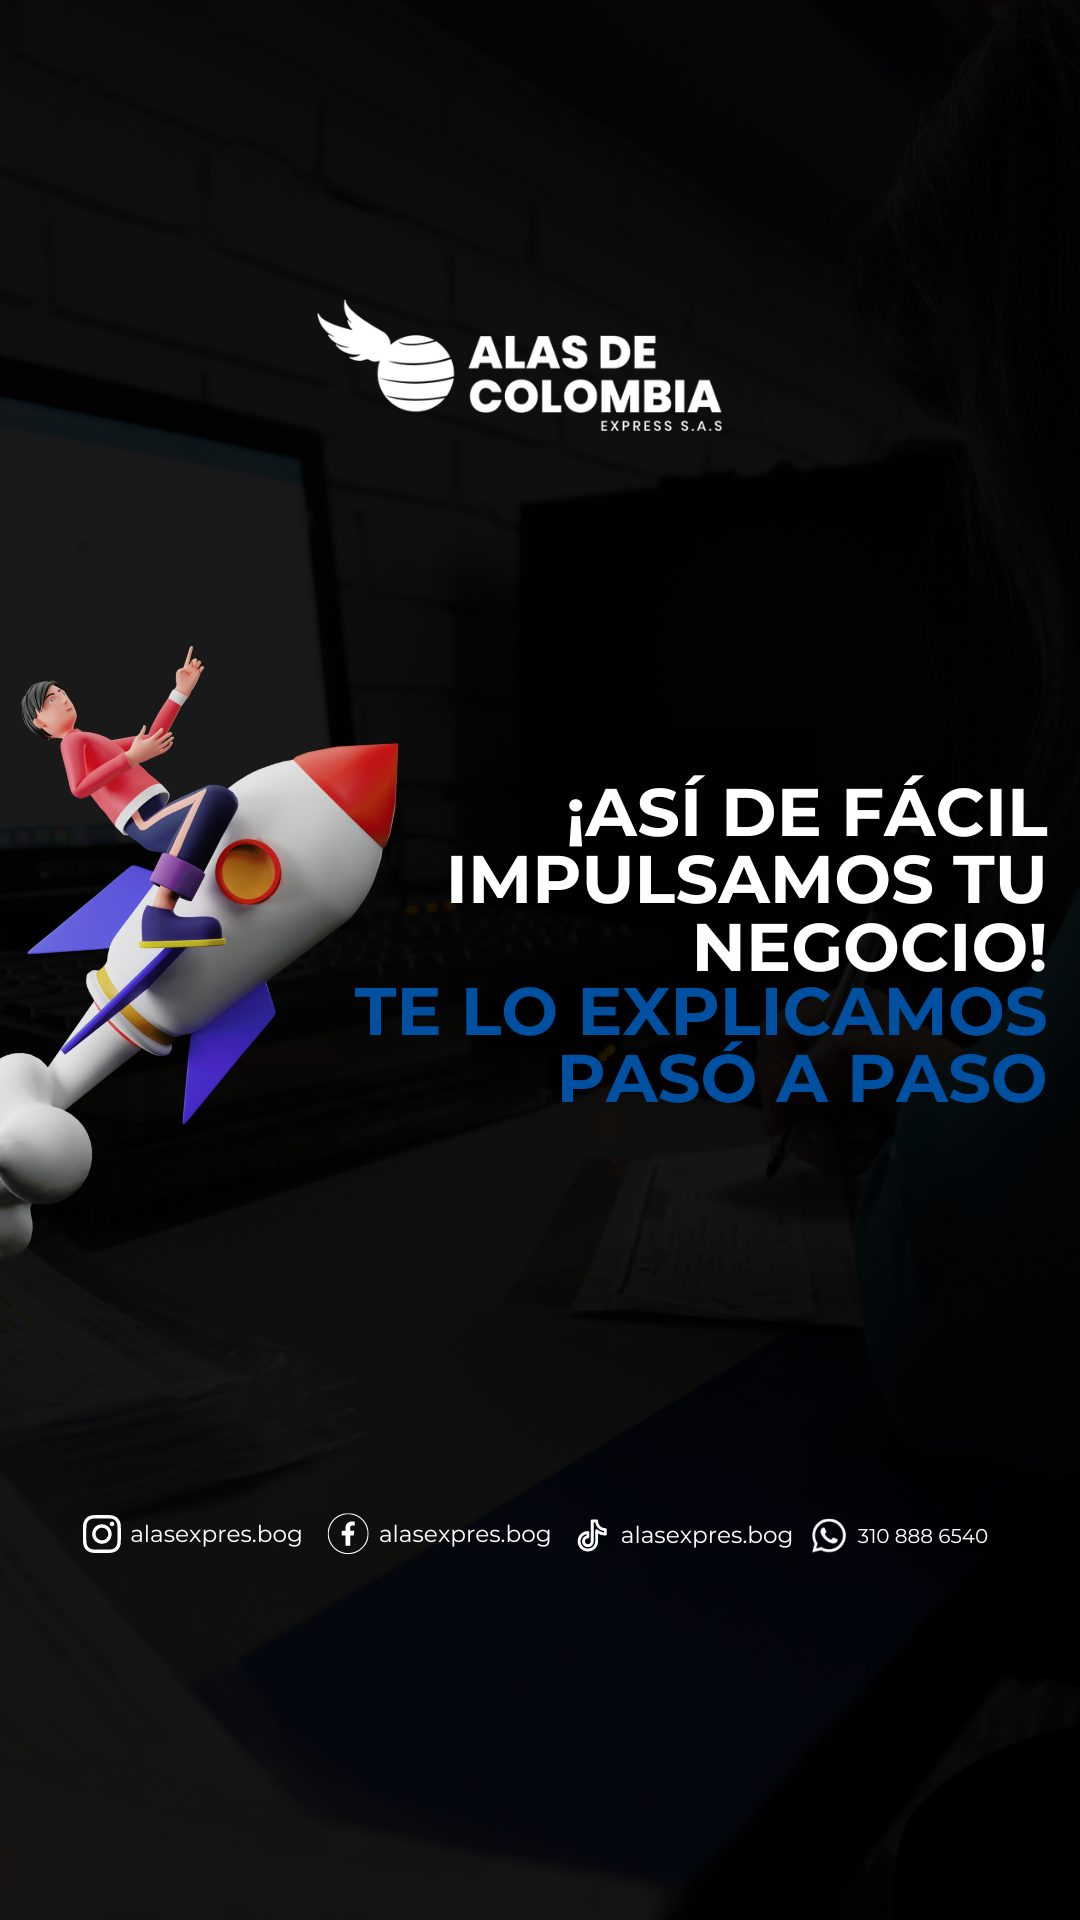 ALAS DE
COLOMBIA
EXPRESS S.A.S
¡ASÍ DE FÁCIL
IMPULSAMOS TU
NEGOCIO!
TE LO EXPLICAMOS
PASÓ A PASO
alasexpres.bog alasexpres.bog alasexpres.bog 310 888 6540